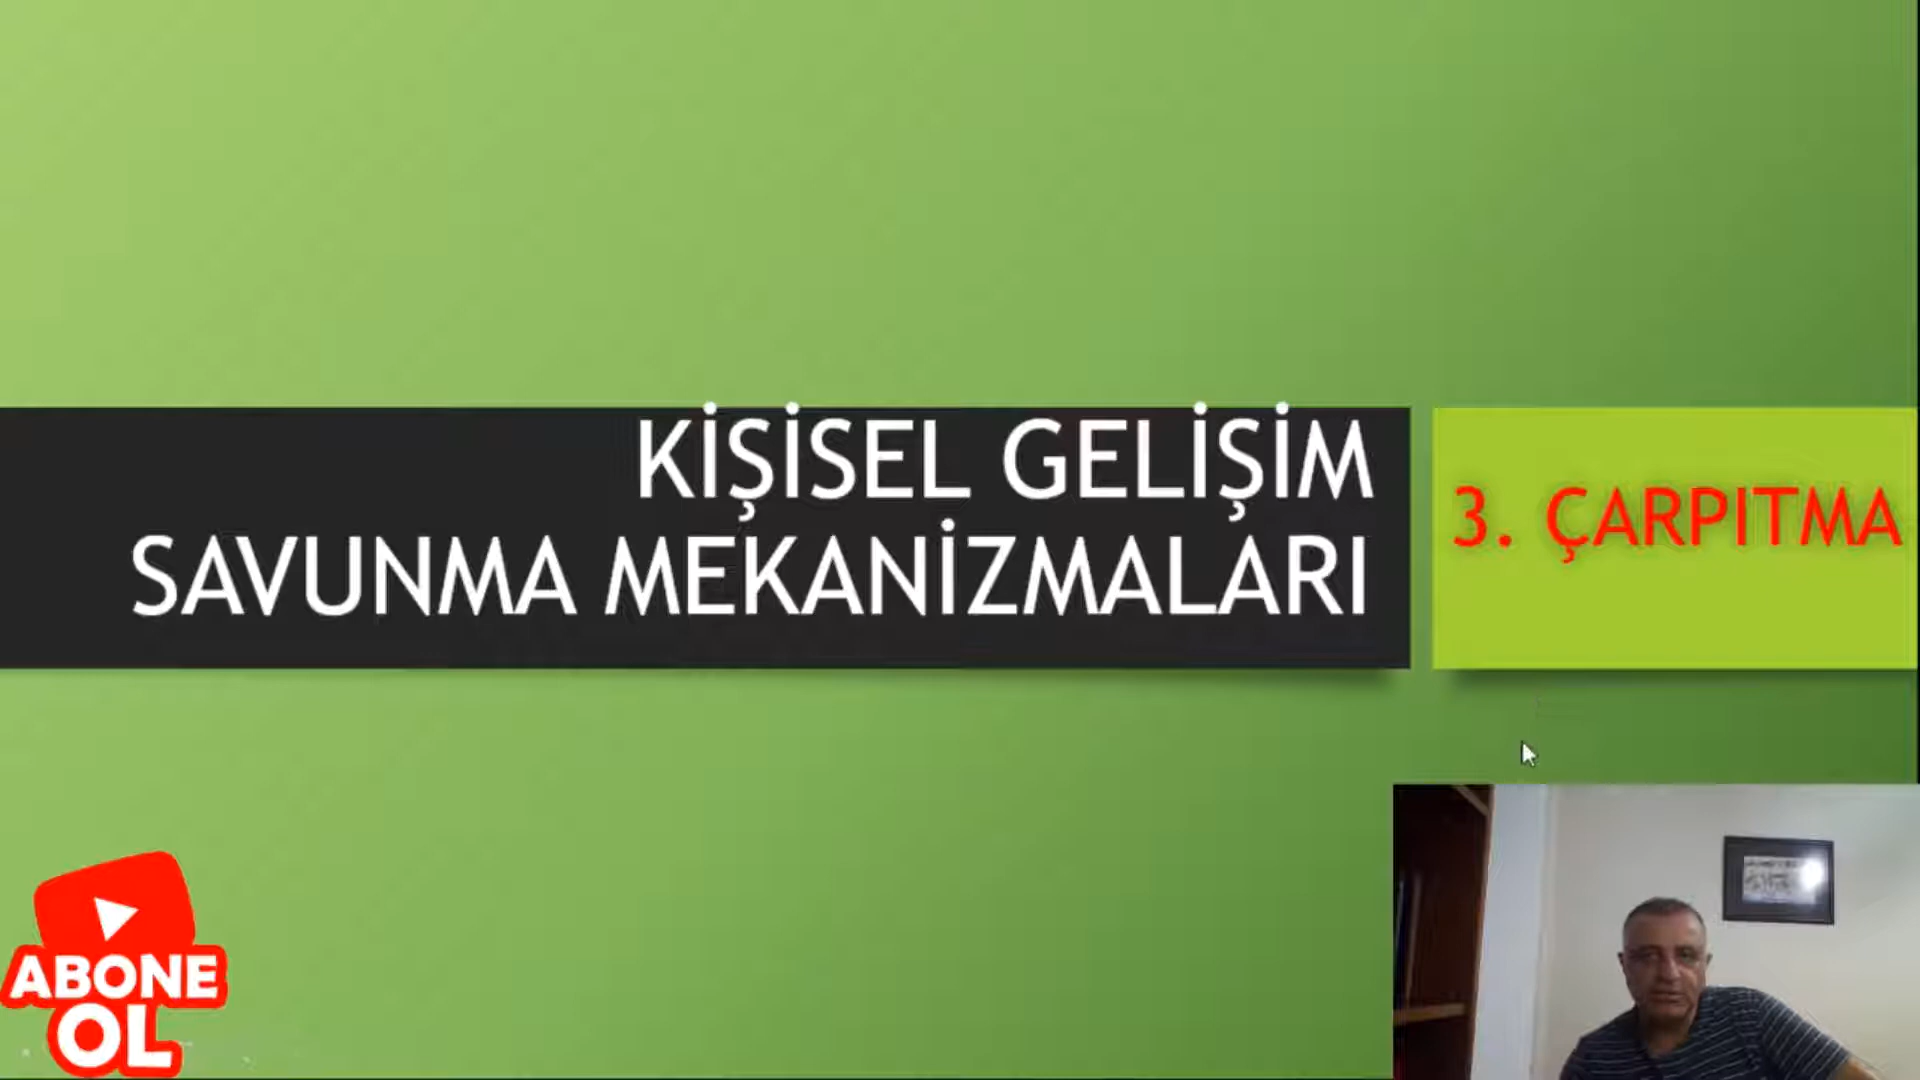 KİŞİSEL GELİŞİM
SAVUNMA MEKANİZMALARI
3. ÇARPITMA
ABONE
OL